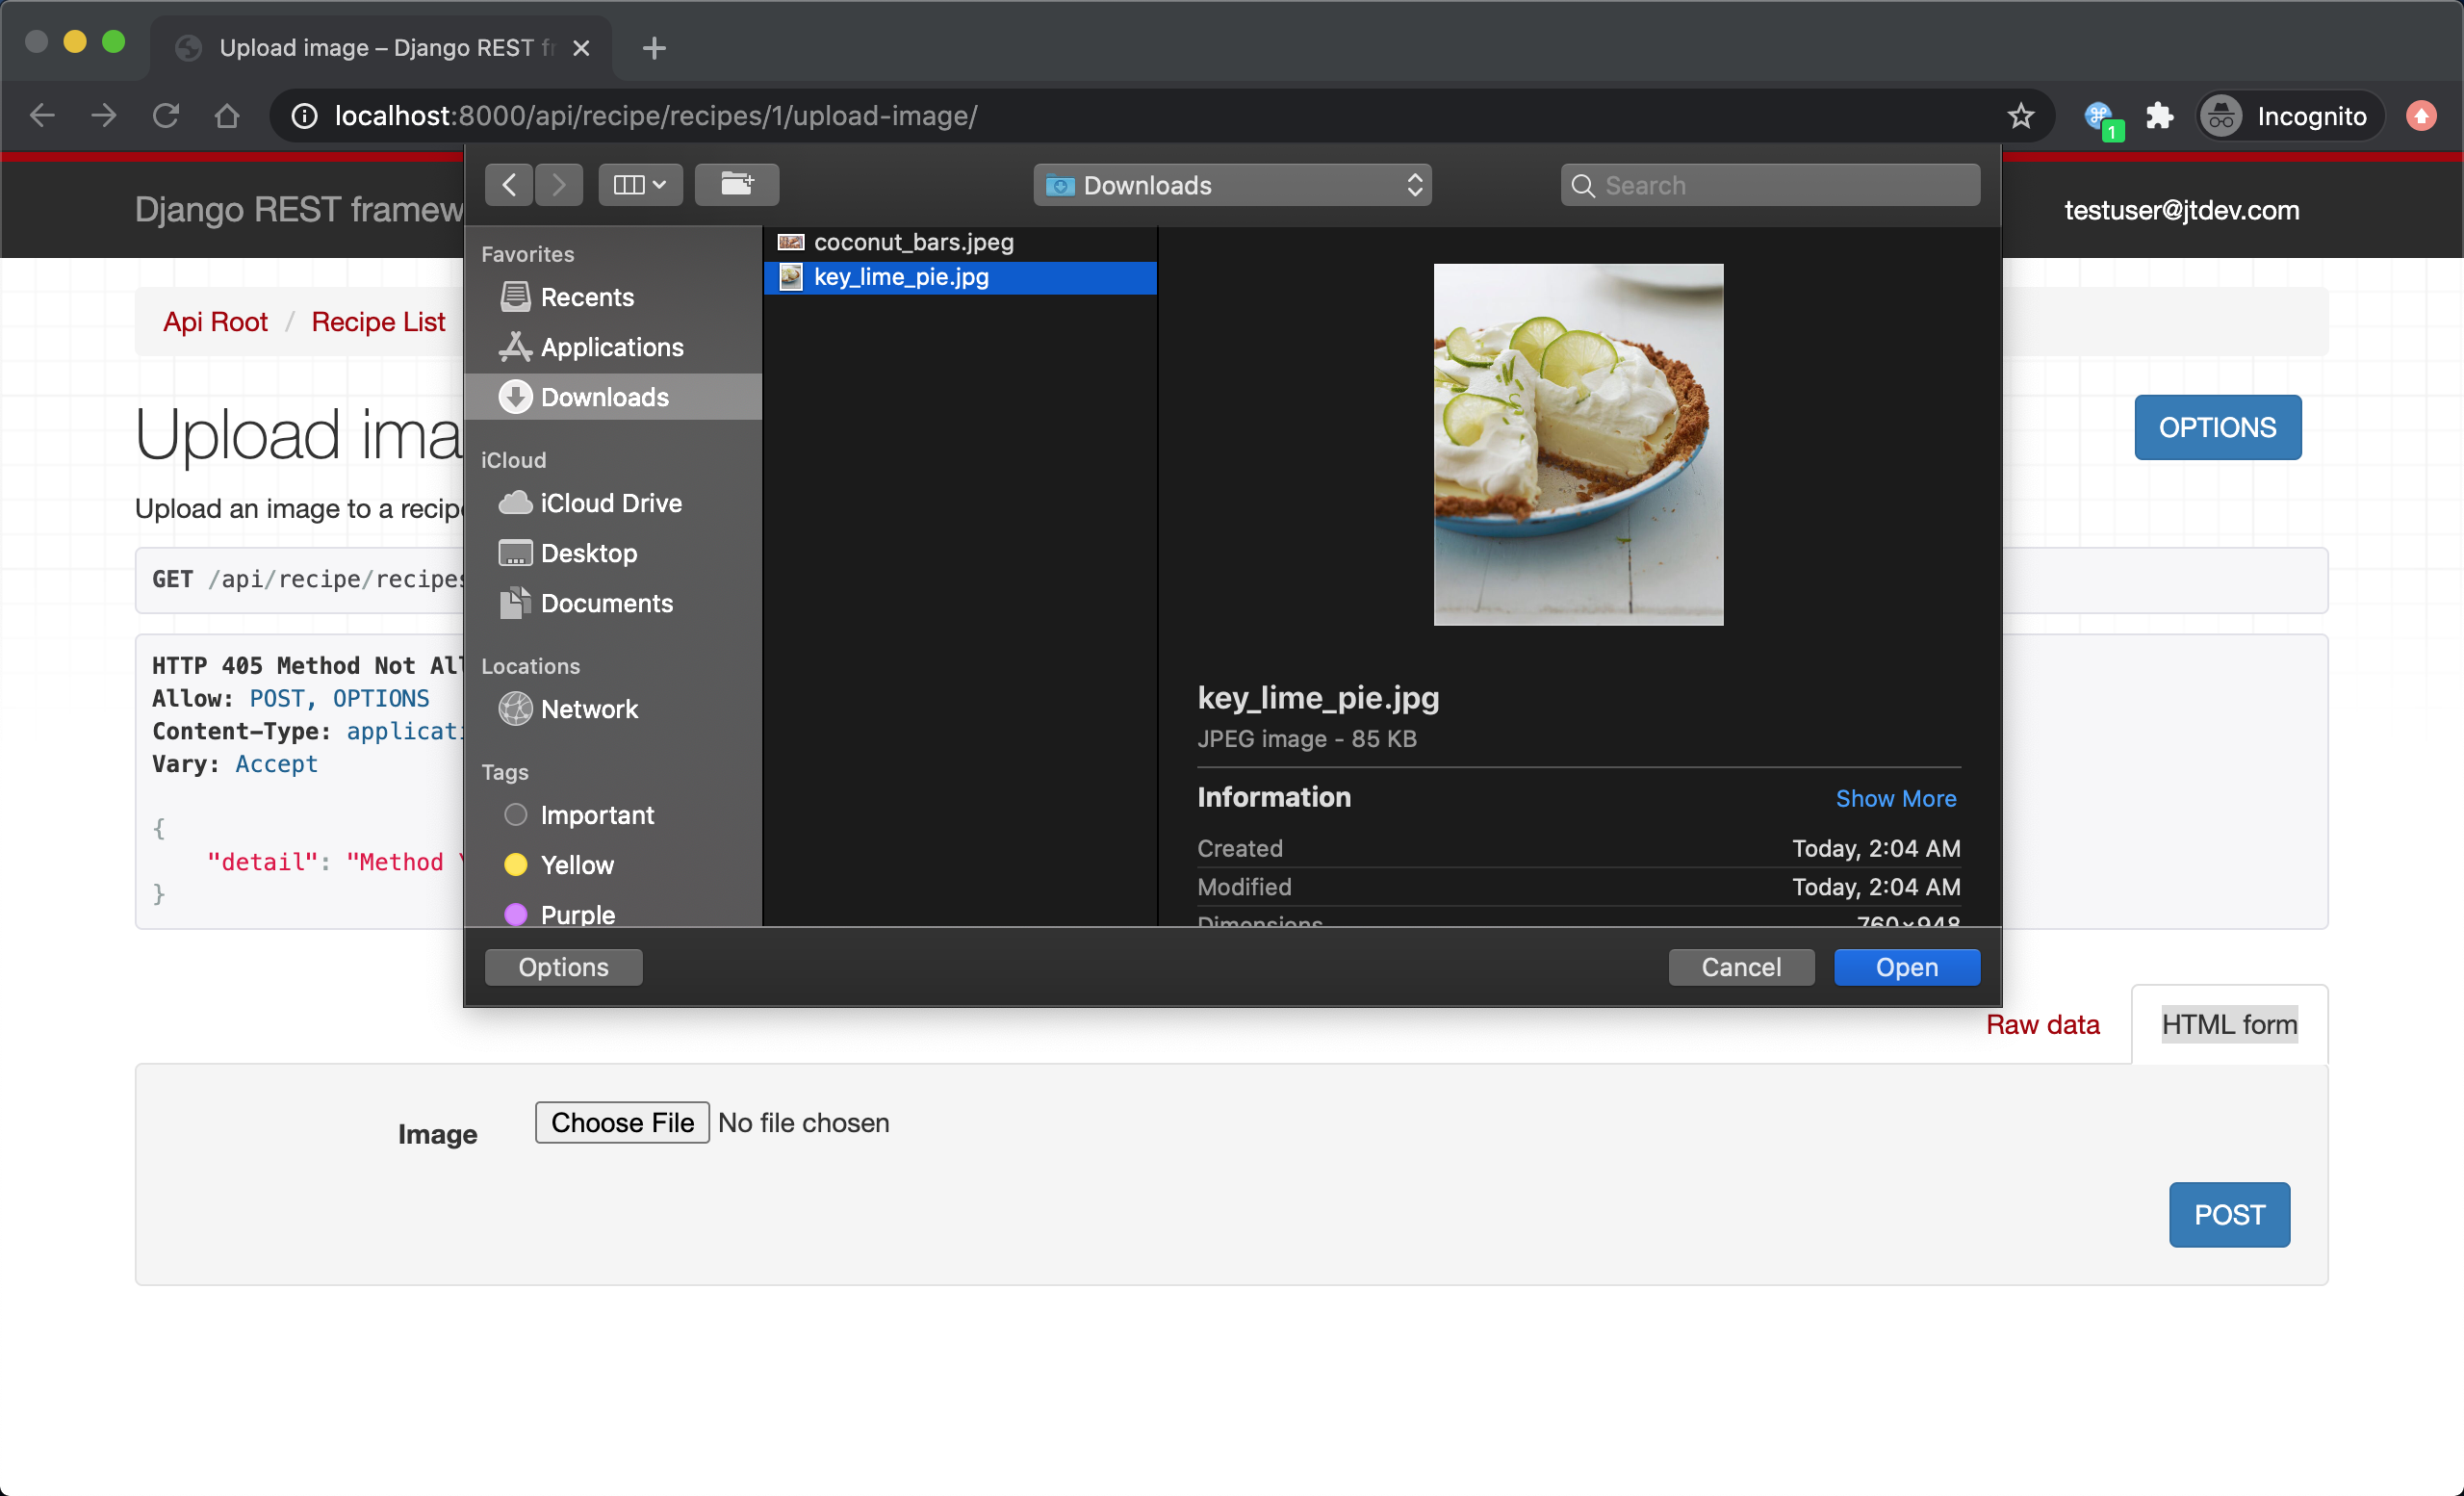 Upload image – Django REST fr
localhost:8000/api/recipe/recipes/1/upload-image/
1
Incognito
Django REST framew
testuser@jtdev.com
Downloads
Search
Favorites
Recents
Applications
Downloads
iCloud
iCloud Drive
Desktop
Documents
Locations
Network
Tags
Important
Yellow
Purple
coconut_bars.jpeg
key_lime_pie.jpg
key_lime_pie.jpg
JPEG image - 85 KB
Information
Show More
Created
Today, 2:04 AM
Modified
Today, 2:04 AM
Dimensions
760×948
Options
Cancel
Open
Api Root / Recipe List
Upload ima
OPTIONS
Upload an image to a recipe
GET /api/recipe/recipes
HTTP 405 Method Not All
Allow: POST, OPTIONS
Content-Type: applicati
Vary: Accept
{
"detail": "Method \
}
Raw data
HTML form
Image
Choose File
No file chosen
POST